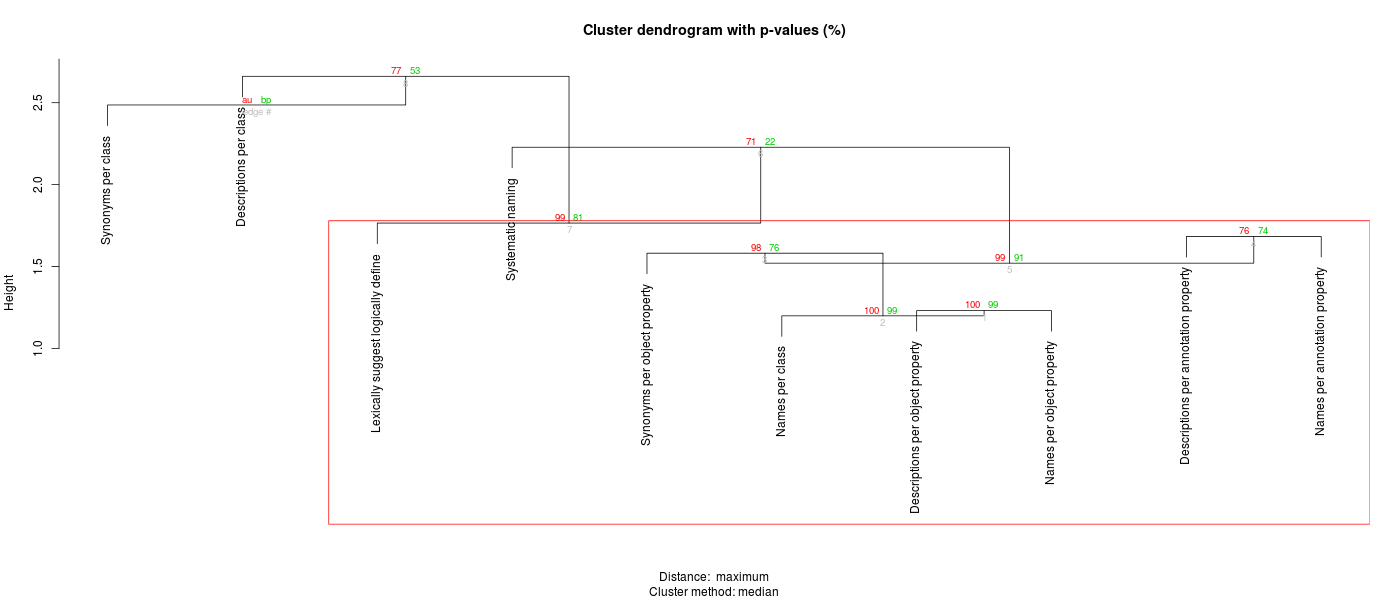 Cluster dendrogram with p-values (%)
Height
2.5
2.0
1.5
1.0
77 53
au bp
edge #
71 22
99 81
7
98 76
76 74
99 91
5
100 99
2
100 99
1
Synonyms per class
Descriptions per class
Lexically suggest logically define
Systematic naming
Synonyms per object property
Names per class
Descriptions per object property
Names per object property
Descriptions per annotation property
Names per annotation property
Distance: maximum
Cluster method: median